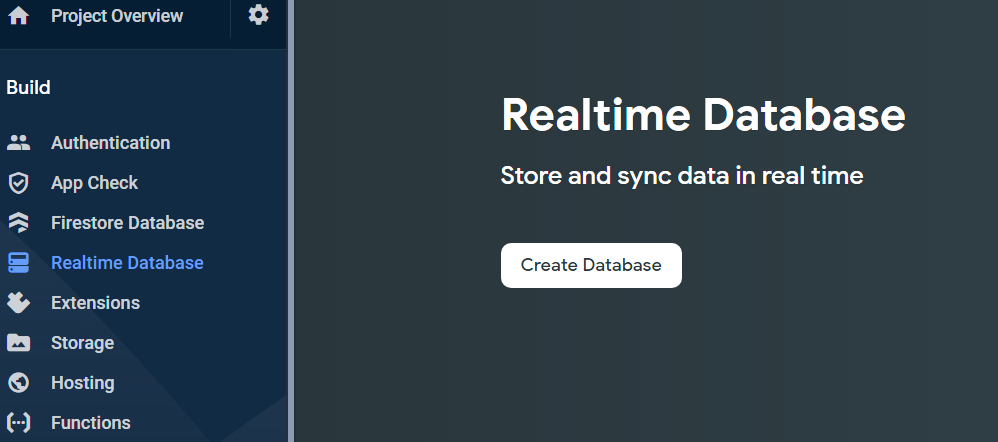 Project Overview
Build
Authentication
App Check
Firestore Database
Realtime Database
Extensions
Storage
Hosting
Functions
Realtime Database
Store and sync data in real time
Create Database